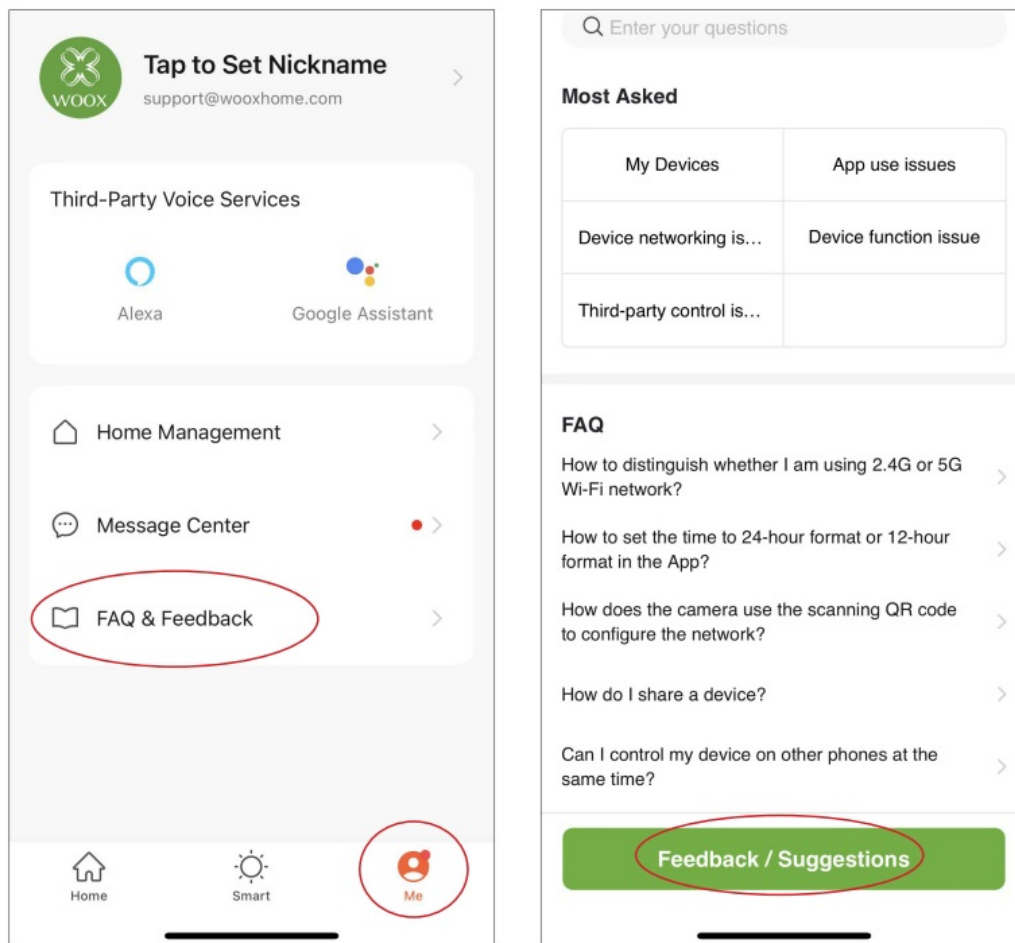 WOOX
Tap to Set Nickname
support@wooxhome.com
Third-Party Voice Services
Alexa
Google Assistant
Home Management
Message Center
FAQ & Feedback
Home
Smart
Me
Enter your questions
Most Asked
My Devices
App use issues
Device networking is...
Device function issue
Third-party control is...
FAQ
How to distinguish whether I am using 2.4G or 5G
Wi-Fi network?
How to set the time to 24-hour format or 12-hour
format in the App?
How does the camera use the scanning QR code
to configure the network?
How do I share a device?
Can I control my device on other phones at the
same time?
Feedback / Suggestions